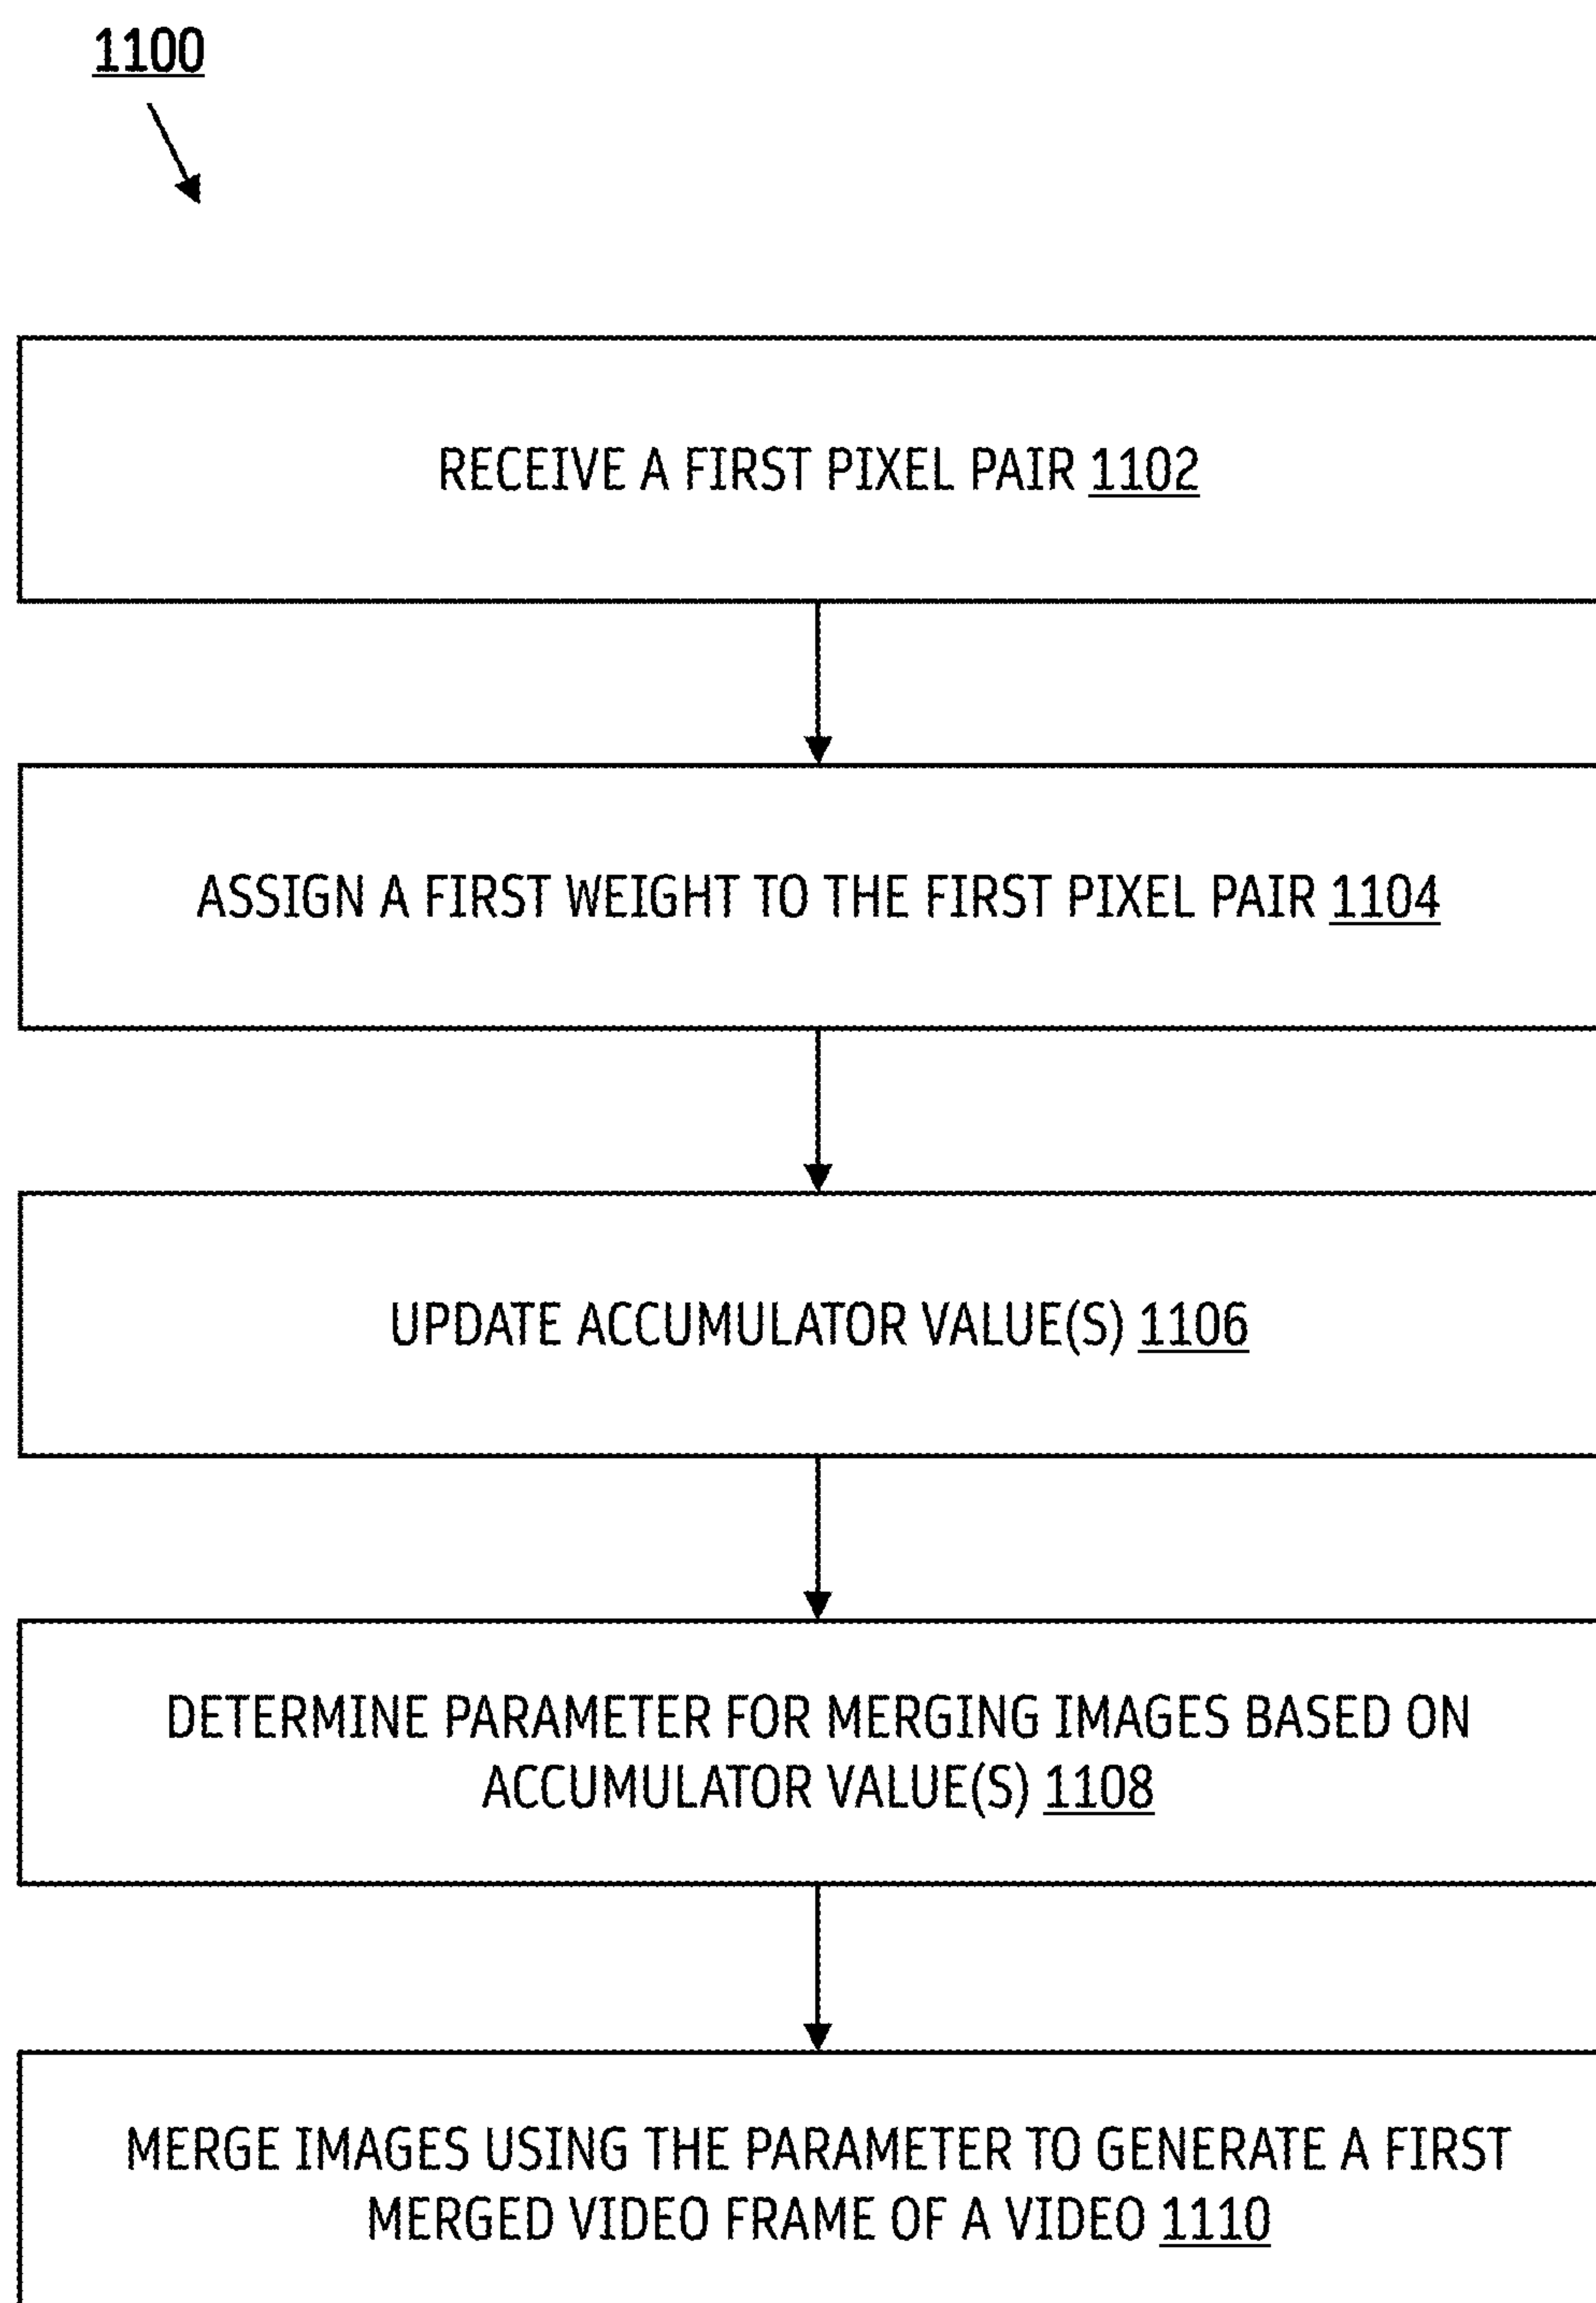 1100
RECEIVE A FIRST PIXEL PAIR 1102
ASSIGN A FIRST WEIGHT TO THE FIRST PIXEL PAIR 1104
UPDATE ACCUMULATOR VALUE(S) 1106
DETERMINE PARAMETER FOR MERGING IMAGES BASED ON
ACCUMULATOR VALUE(S) 1108
MERGE IMAGES USING THE PARAMETER TO GENERATE A FIRST
MERGED VIDEO FRAME OF A VIDEO 1110